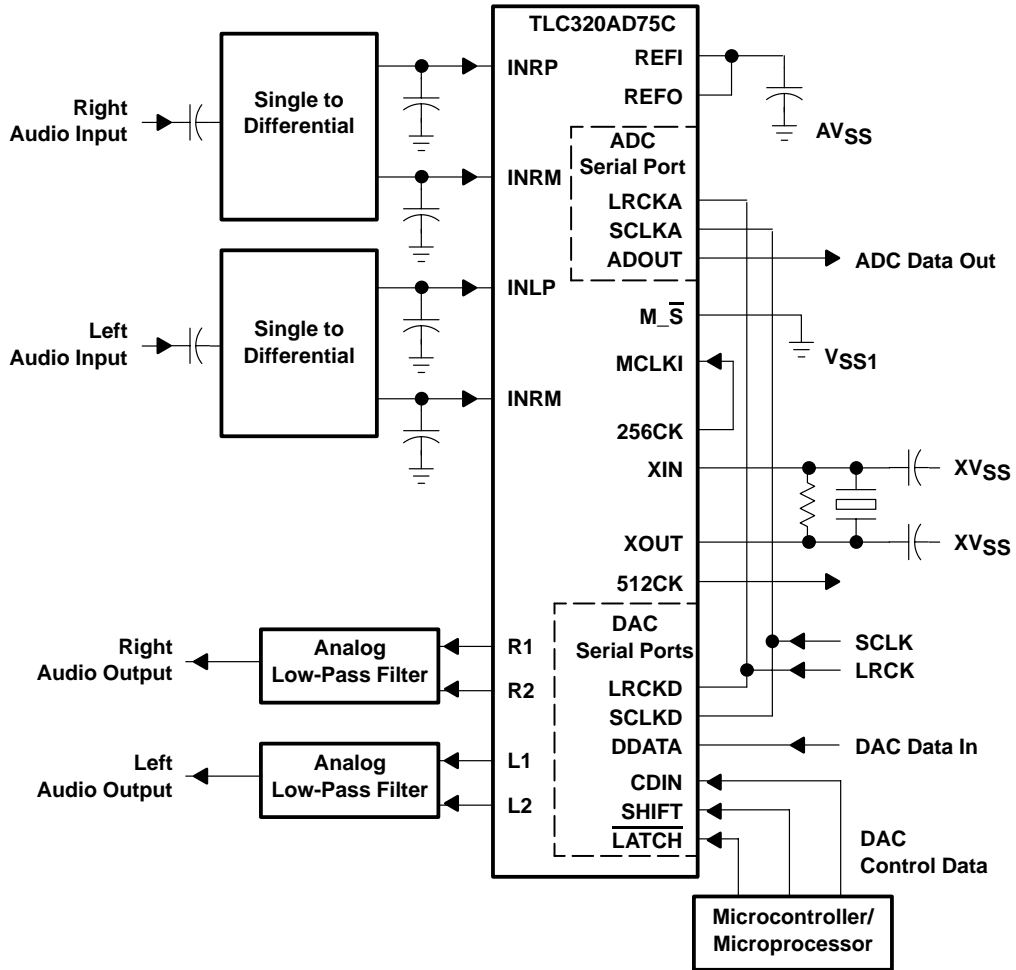 TLC320AD75C
Right
Audio Input
Single to
Differential
INRP
INRM
Left
Audio Input
Single to
Differential
INLP
INRM
REFI
REFO
AVSS
ADC
Serial Port
LRCKA
SCLKA
ADOUT
ADC Data Out
M_S̅
VSS1
MCLKI
256CK
XIN
XVSS
XOUT
XVSS
512CK
Right
Audio Output
Analog
Low-Pass Filter
R1
R2
Left
Audio Output
Analog
Low-Pass Filter
L1
L2
DAC
Serial Ports
SCLK
LRCK
LRCKD
SCLKD
DDATA
DAC Data In
CDIN
SHIFT
L̅A̅T̅C̅H̅
DAC
Control Data
Microcontroller/
Microprocessor